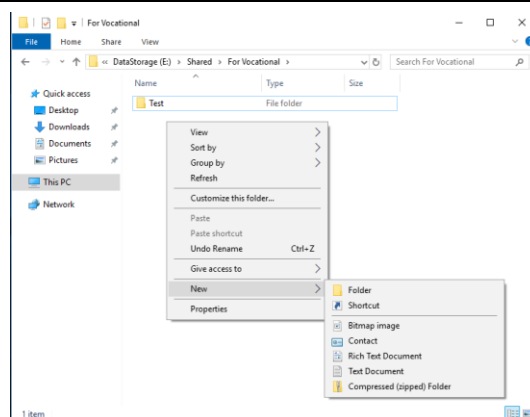 For Vocational
File Home Share View
« DataStorage (E:) › Shared › For Vocational › Search For Vocational
Name Type Size
Quick access
Desktop
Downloads
Documents
Pictures
This PC
Network
Test File folder
View
Sort by
Group by
Refresh
Customize this folder...
Paste
Paste shortcut
Undo Rename Ctrl+Z
Give access to
New
Properties
Folder
Shortcut
Bitmap image
Contact
Rich Text Document
Text Document
Compressed (zipped) Folder
1 item